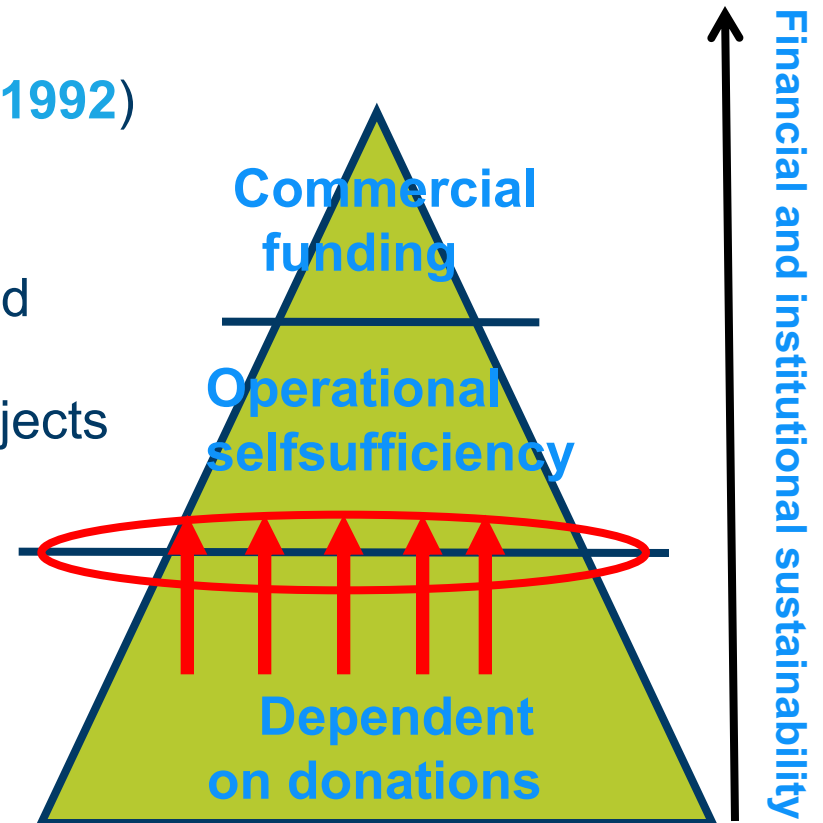 1992)
d
jects
Commercial
funding
Operational
selfsufficiency
Dependent
on donations
Financial and institutional sustainability